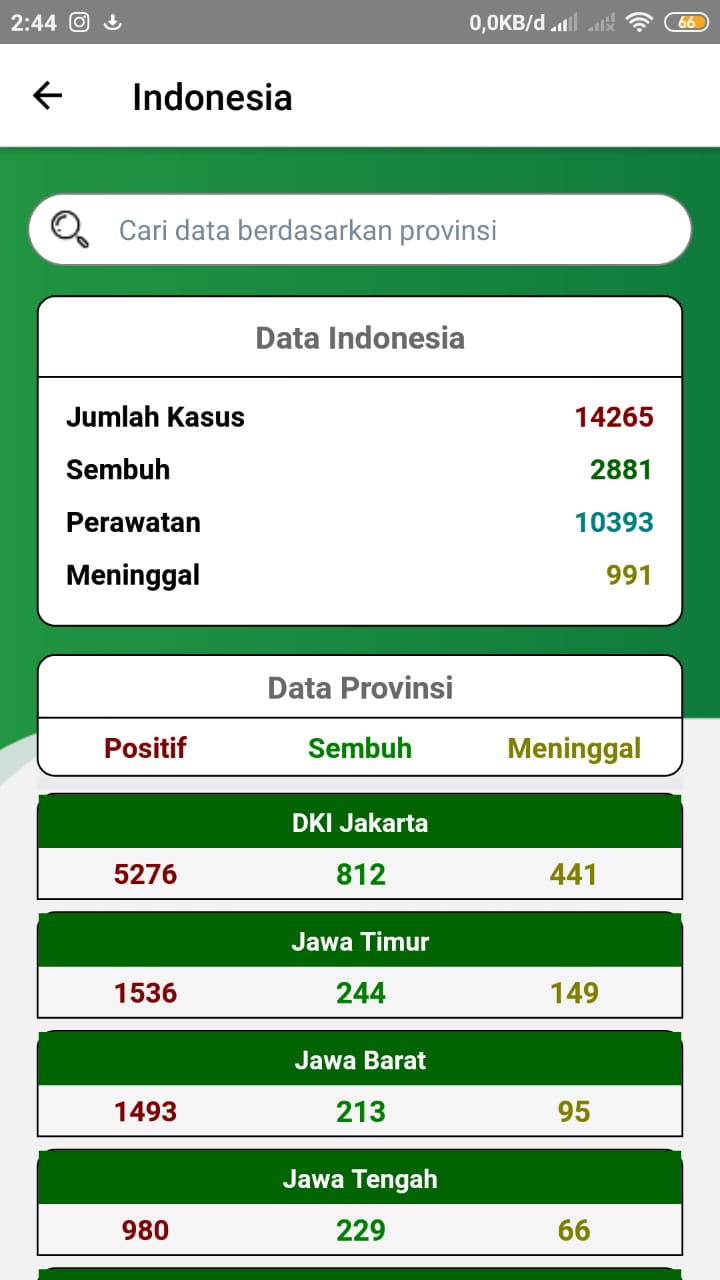 2:44 0,0KB/d 66
Indonesia
Cari data berdasarkan provinsi
Data Indonesia
Jumlah Kasus 14265
Sembuh 2881
Perawatan 10393
Meninggal 991
Data Provinsi
Positif Sembuh Meninggal
DKI Jakarta
5276 812 441
Jawa Timur
1536 244 149
Jawa Barat
1493 213 95
Jawa Tengah
980 229 66